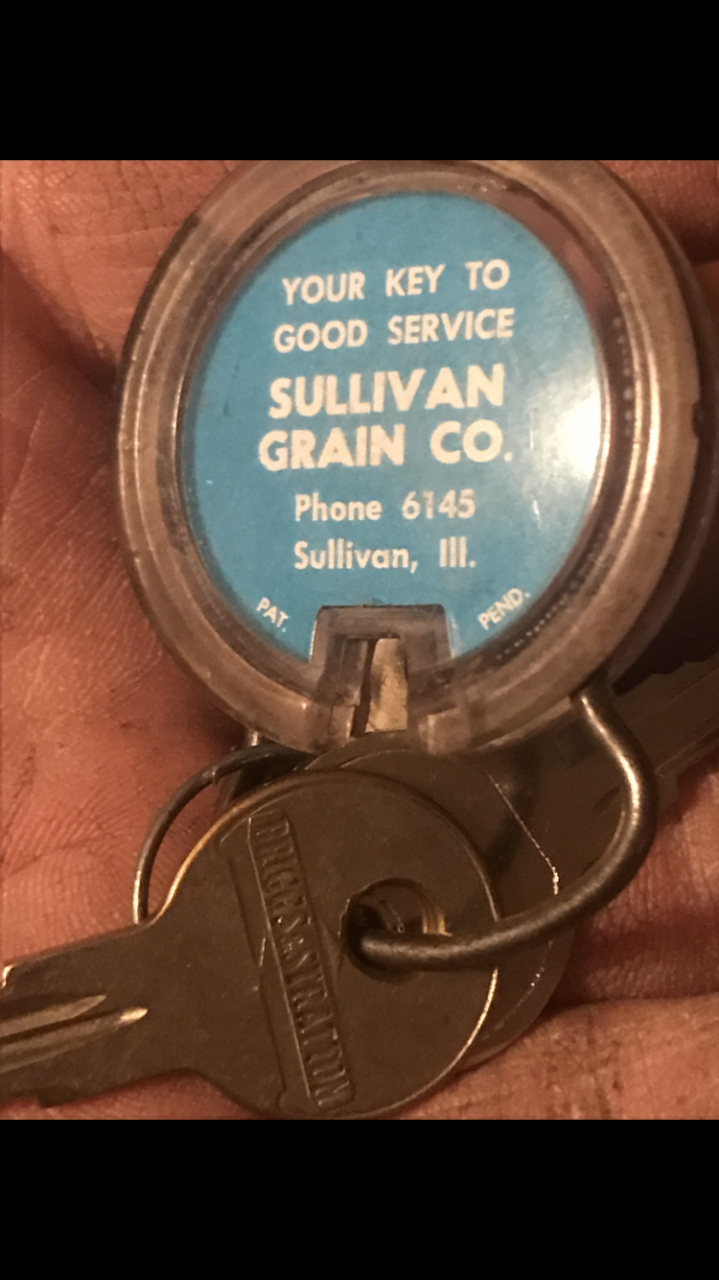 YOUR KEY TO
GOOD SERVICE
SULLIVAN
GRAIN CO.
Phone 6145
Sullivan, Ill.
PAT. PEND.
BRIGGS&STRATTON